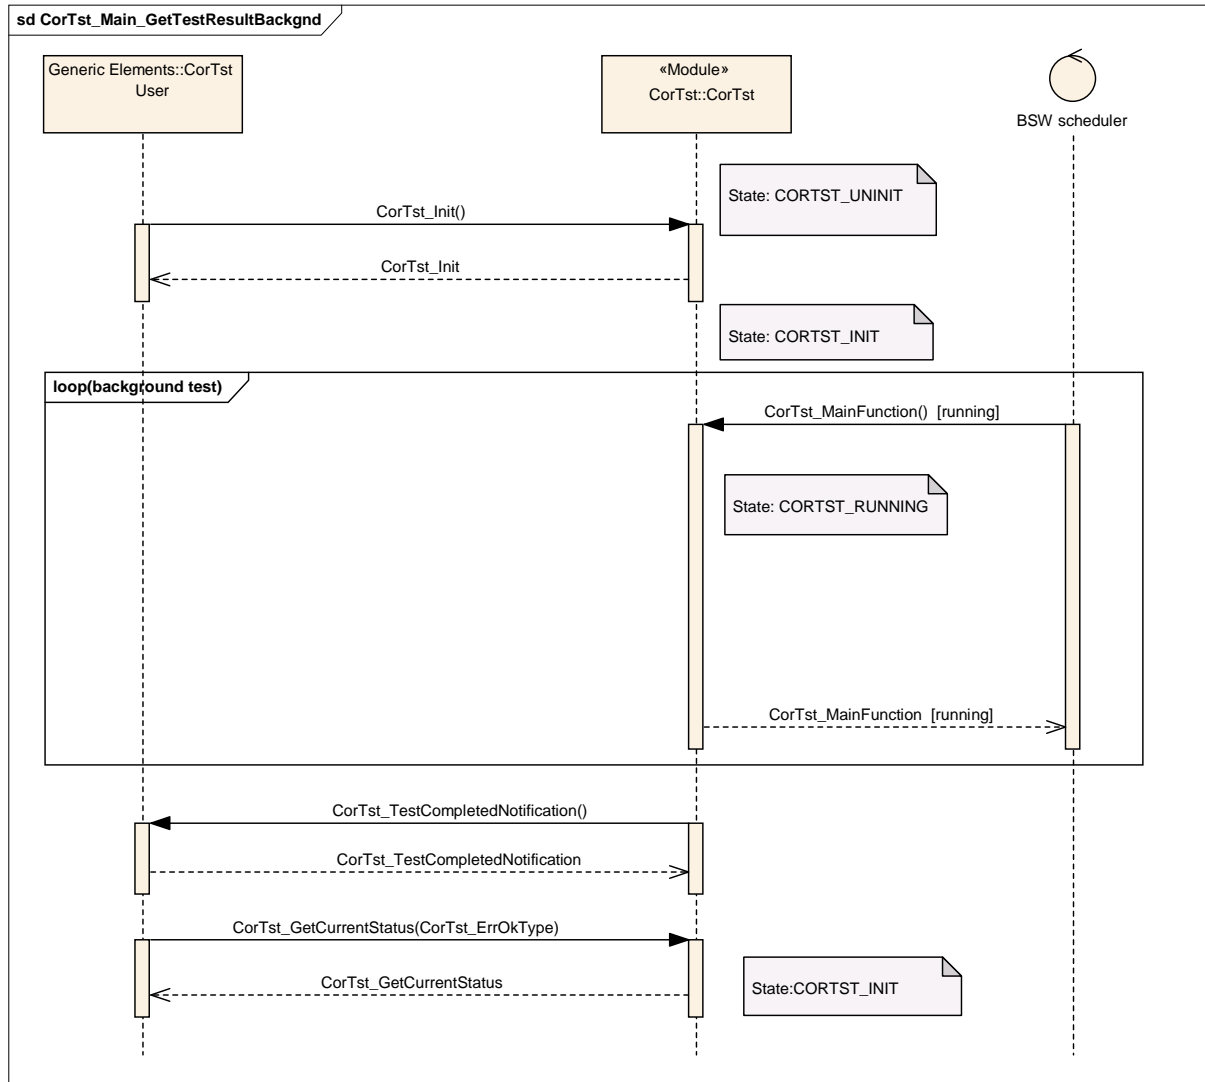 sd CorTst_Main_GetTestResultBackgnd
Generic Elements::CorTst
User
«Module»
CorTst::CorTst
BSW scheduler
State: CORTST_UNINIT
CorTst_Init()
CorTst_Init
State: CORTST_INIT
loop(background test)
CorTst_MainFunction() [running]
State: CORTST_RUNNING
CorTst_MainFunction [running]
CorTst_TestCompletedNotification()
CorTst_TestCompletedNotification
CorTst_GetCurrentStatus(CorTst_ErrOkType)
CorTst_GetCurrentStatus
State:CORTST_INIT